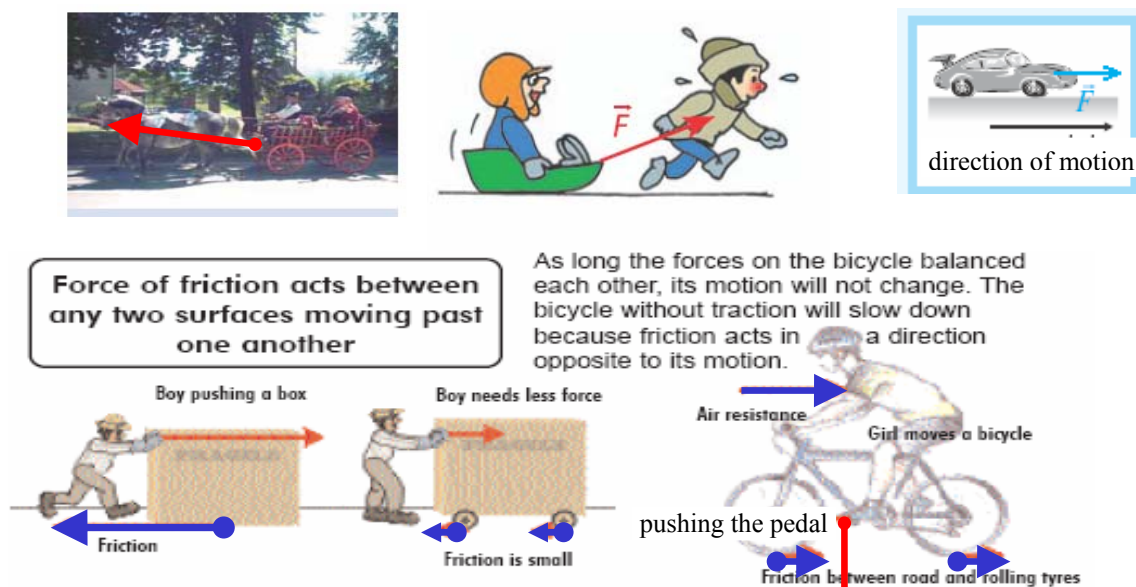 F
F
direction of motion
Force of friction acts between
any two surfaces moving past
one another
As long the forces on the bicycle balanced
each other, its motion will not change. The
bicycle without traction will slow down
because friction acts in a direction
opposite to its motion.
Boy pushing a box
Boy needs less force
Air resistance
Girl moves a bicycle
FRAGILE
Friction
Friction is small
pushing the pedal
Friction between road and rolling tyres